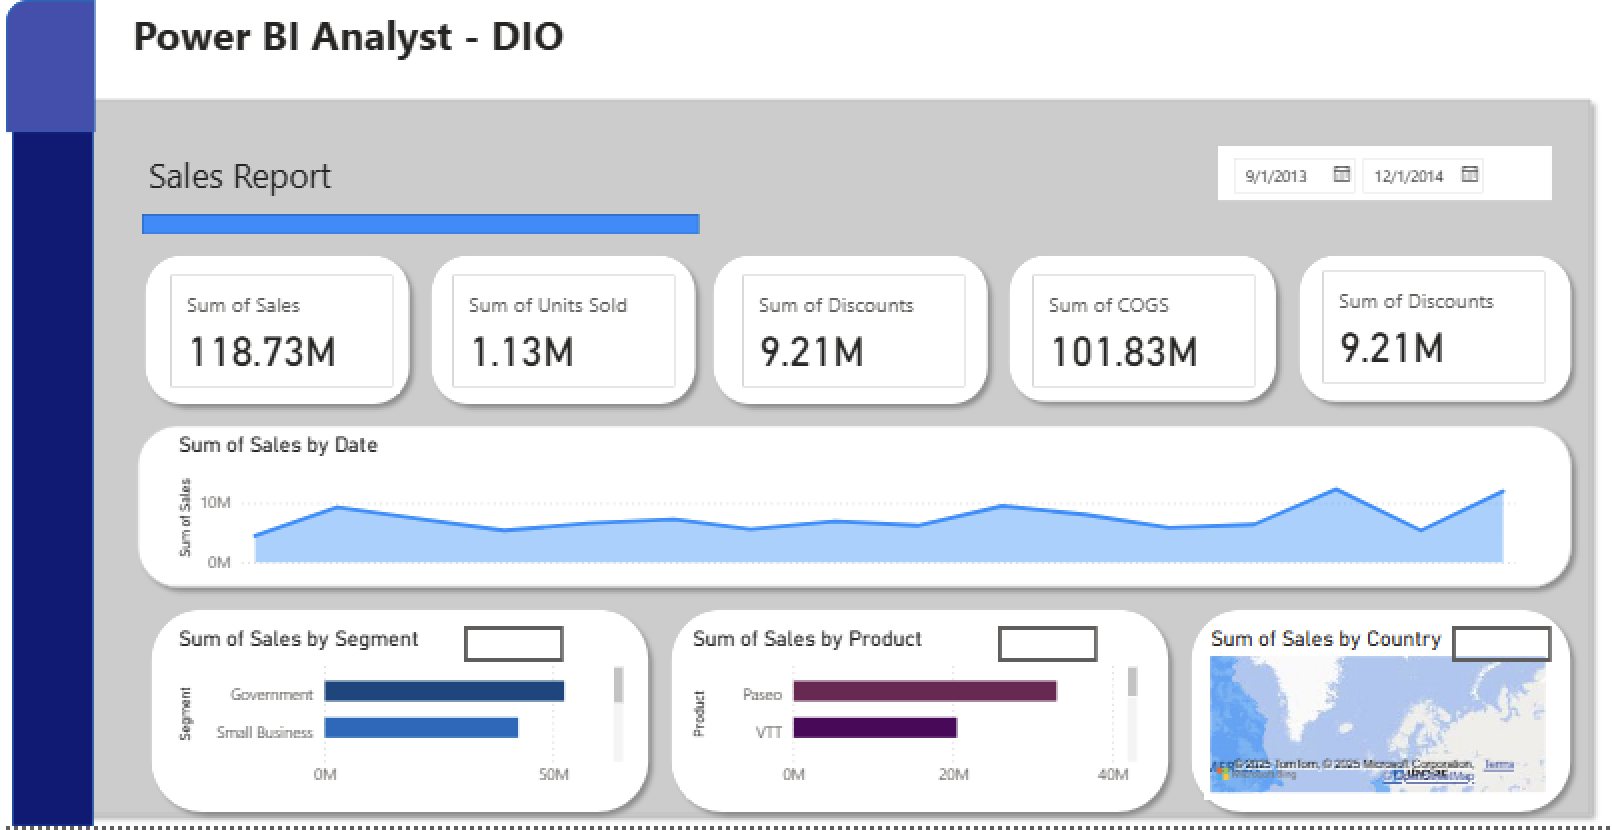 Power BI Analyst - DIO
Sales Report
9/1/2013
12/1/2014
Sum of Sales
118.73M
Sum of Units Sold
1.13M
Sum of Discounts
9.21M
Sum of COGS
101.83M
Sum of Discounts
9.21M
Sum of Sales by Date
Sum of Sales
10M
0M
Sum of Sales by Segment
Segment
Government
Small Business
0M
50M
Sum of Sales by Product
Product
Paseo
VTT
0M
20M
40M
Sum of Sales by Country
© 2025 TomTom, © 2025 Microsoft Corporation, Terms
© OpenStreetMap
Microsoft Bing